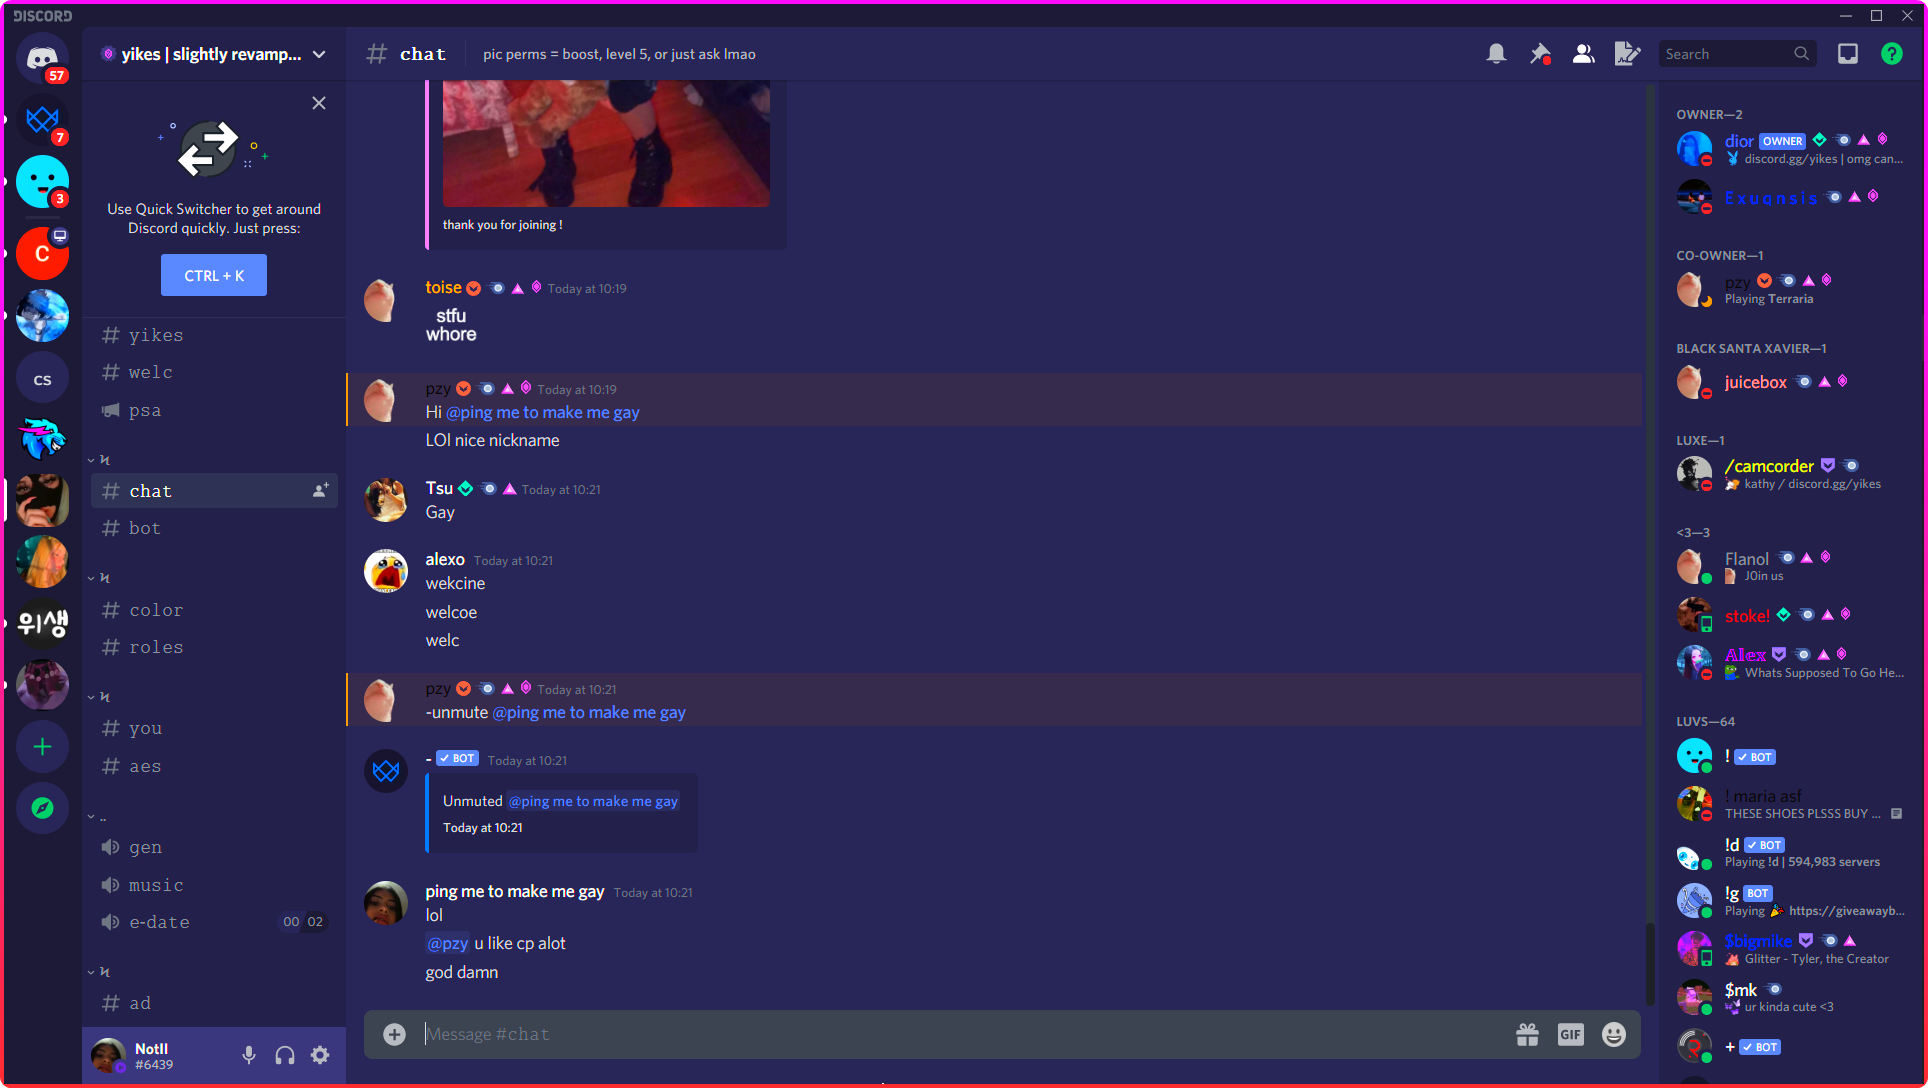 DISCORD
57
7
3
C
CS
위생
yikes | slightly revamp...
Use Quick Switcher to get around
Discord quickly. Just press:
CTRL + K
yikes
welc
psa
chat
bot
color
roles
you
aes
..
gen
music
e-date 00 02
ad
NotII
#6439
# chat pic perms = boost, level 5, or just ask lmao
Search
thank you for joining !
toise Today at 10:19
stfu
whore
pzy Today at 10:19
Hi @ping me to make me gay
LOl nice nickname
Tsu Today at 10:21
Gay
alexo Today at 10:21
wekcine
welcoe
welc
pzy Today at 10:21
-unmute @ping me to make me gay
- BOT Today at 10:21
Unmuted @ping me to make me gay
Today at 10:21
ping me to make me gay Today at 10:21
lol
@pzy u like cp alot
god damn
Message #chat
GIF
OWNER—2
dior OWNER
discord.gg/yikes | omg can...
Exuqnsis
CO-OWNER—1
pzy
Playing Terraria
BLACK SANTA XAVIER—1
juicebox
LUXE—1
/camcorder
kathy / discord.gg/yikes
<3—3
Flanol
J0in us
stoke!
Alex
Whats Supposed To Go He...
LUVS—64
! BOT
! maria asf
THESE SHOES PLSSS BUY ...
!d BOT
Playing !d | 594,983 servers
!g BOT
Playing https://giveawayb...
$bigmike
Glitter - Tyler, the Creator
$mk
ur kinda cute <3
+ BOT